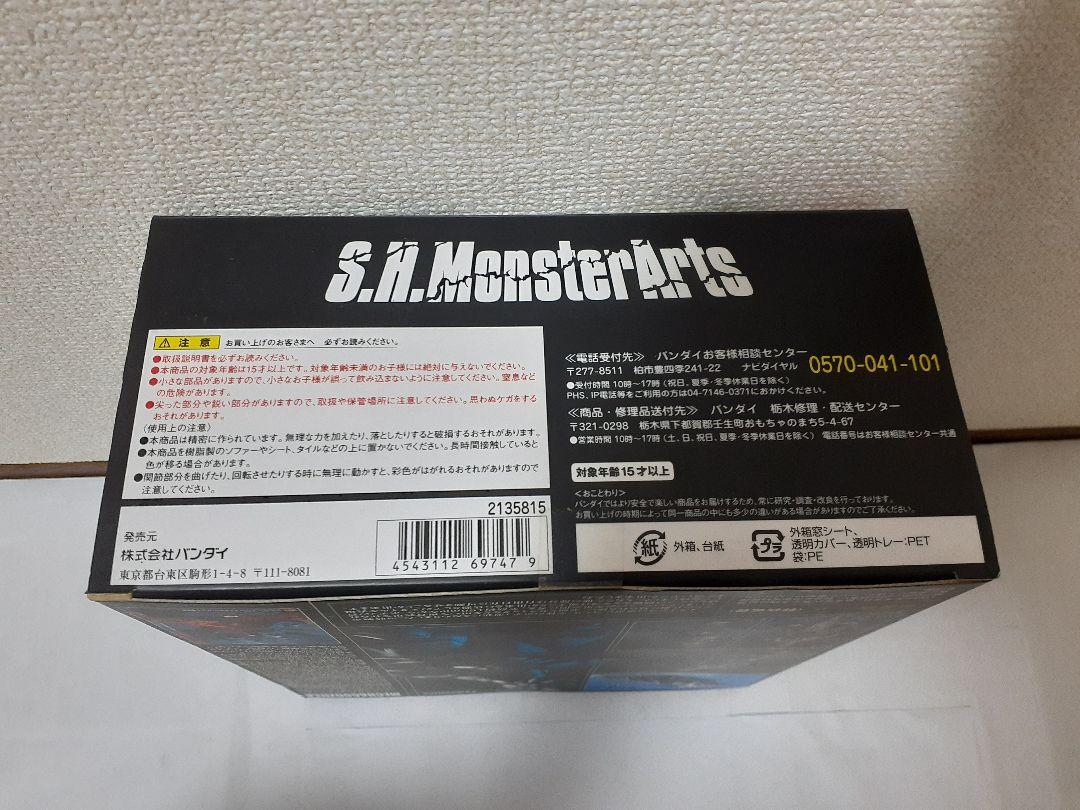 S.H.MonsterArts
注意 お買い上げのお客さまへ 必ずお読みください。
●取扱説明書を必ずお読みください。
●本商品の対象年齢は15才以上です。対象年齢未満のお子様には絶対に与えないでください。
●小さな部品がありますので、小さなお子様が誤って飲み込まないように注意してください。窒息などの危険があります。
●尖った部分や鋭い部分がありますので、取扱や保管場所に注意してください。思わぬケガをするおそれがあります。
〈使用上の注意〉
●本商品は精密に作られています。無理な力を加えたり、落としたりすると破損するおそれがあります。
●本商品を樹脂製のソファーやシート、タイルなどの上に置かないでください。長時間接触していると色が移る場合があります。
●関節部分を曲げたり、回転させたりする時に無理に動かすと、彩色がはがれるおそれがありますので注意してください。
2135815
発売元
株式会社バンダイ
東京都台東区駒形1-4-8 〒111-8081
4543112 69747 9
≪電話受付先≫ バンダイお客様相談センター
〒277-8511 柏市豊四季241-22 ナビダイヤル 0570-041-101
●受付時間 10時~17時 (祝日、夏季・冬季休業日を除く)
PHS、IP電話等をご利用の方は04-7146-0371におかけください。
≪商品・修理品送付先≫ バンダイ 栃木修理・配送センター
〒321-0298 栃木県下都賀郡壬生町おもちゃのまち5-4-67
●営業時間 10時~17時 (土、日、祝日、夏季・冬季休業日を除く) 電話番号はお客様相談センター共通
対象年齢15才以上
<おことわり>
バンダイではより安全で楽しい商品をお届けするため、常に研究・調査・改良を行っております。
お買い上げの時期によって同一商品の中にも多少の違いがある場合がありますのでご了承ください。
紙 外箱、台紙
プラ 外箱窓シート、
透明カバー、透明トレー:PET
袋:PE